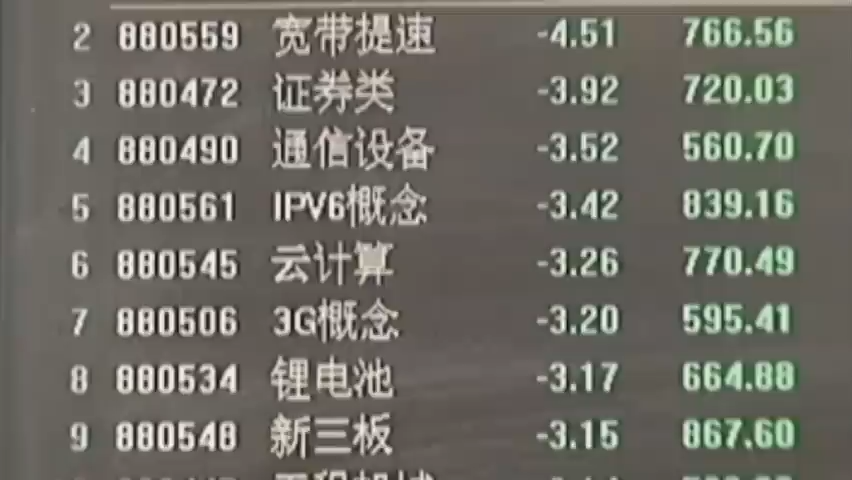 2 880559 宽带提速 -4.51 766.56
3 880472 证券类 -3.92 720.03
4 880490 通信设备 -3.52 560.70
5 880561 IPV6概念 -3.42 839.16
6 880545 云计算 -3.26 770.49
7 880506 3G概念 -3.20 595.41
8 880534 锂电池 -3.17 664.88
9 880548 新三板 -3.15 867.60
工程机械